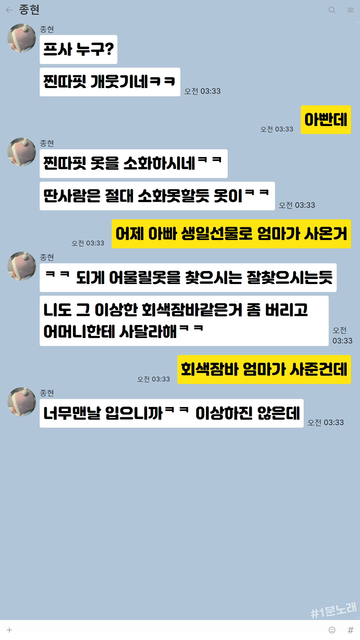 종현
종현
프사 누구?
찐따핏 개웃기네ㅋㅋ
오전 03:33
아빤데
오전 03:33
종현
찐따핏 옷을 소화하시네ㅋㅋ
딴사람은 절대 소화못할듯 옷이ㅋㅋ
오전 03:33
어제 아빠 생일선물로 엄마가 사온거
오전 03:33
종현
ㅋㅋ 되게 어울릴옷을 찾으시는 잘찾으시는듯
니도 그 이상한 회색잠바같은거 좀 버리고
어머니한테 사달라해ㅋㅋ
오전
03:33
회색잠바 엄마가 사준건데
오전 03:33
종현
너무맨날 입으니까ㅋㅋ 이상하진 않은데
오전 03:33
#1분노래
#